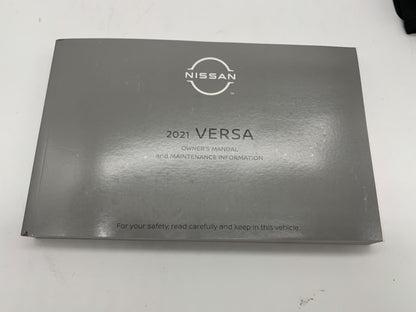 NISSAN
2021 VERSA
OWNER'S MANUAL
and MAINTENANCE INFORMATION
For your safety, read carefully and keep in this vehicle.